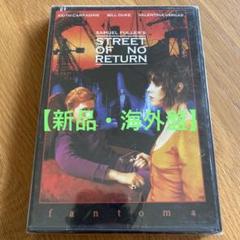 KEITH CARRADINE BILL DUKE VALENTINA VARGAS
SAMUEL FULLER'S
STREET
OF NO
RETURN
【新品・海外盤】
fantoma